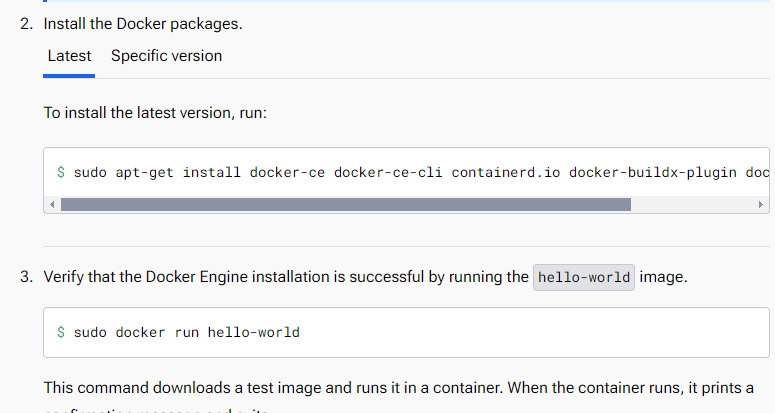 2. Install the Docker packages.
Latest Specific version
To install the latest version, run:
$ sudo apt-get install docker-ce docker-ce-cli containerd.io docker-buildx-plugin doc
3. Verify that the Docker Engine installation is successful by running the hello-world image.
$ sudo docker run hello-world
This command downloads a test image and runs it in a container. When the container runs, it prints a